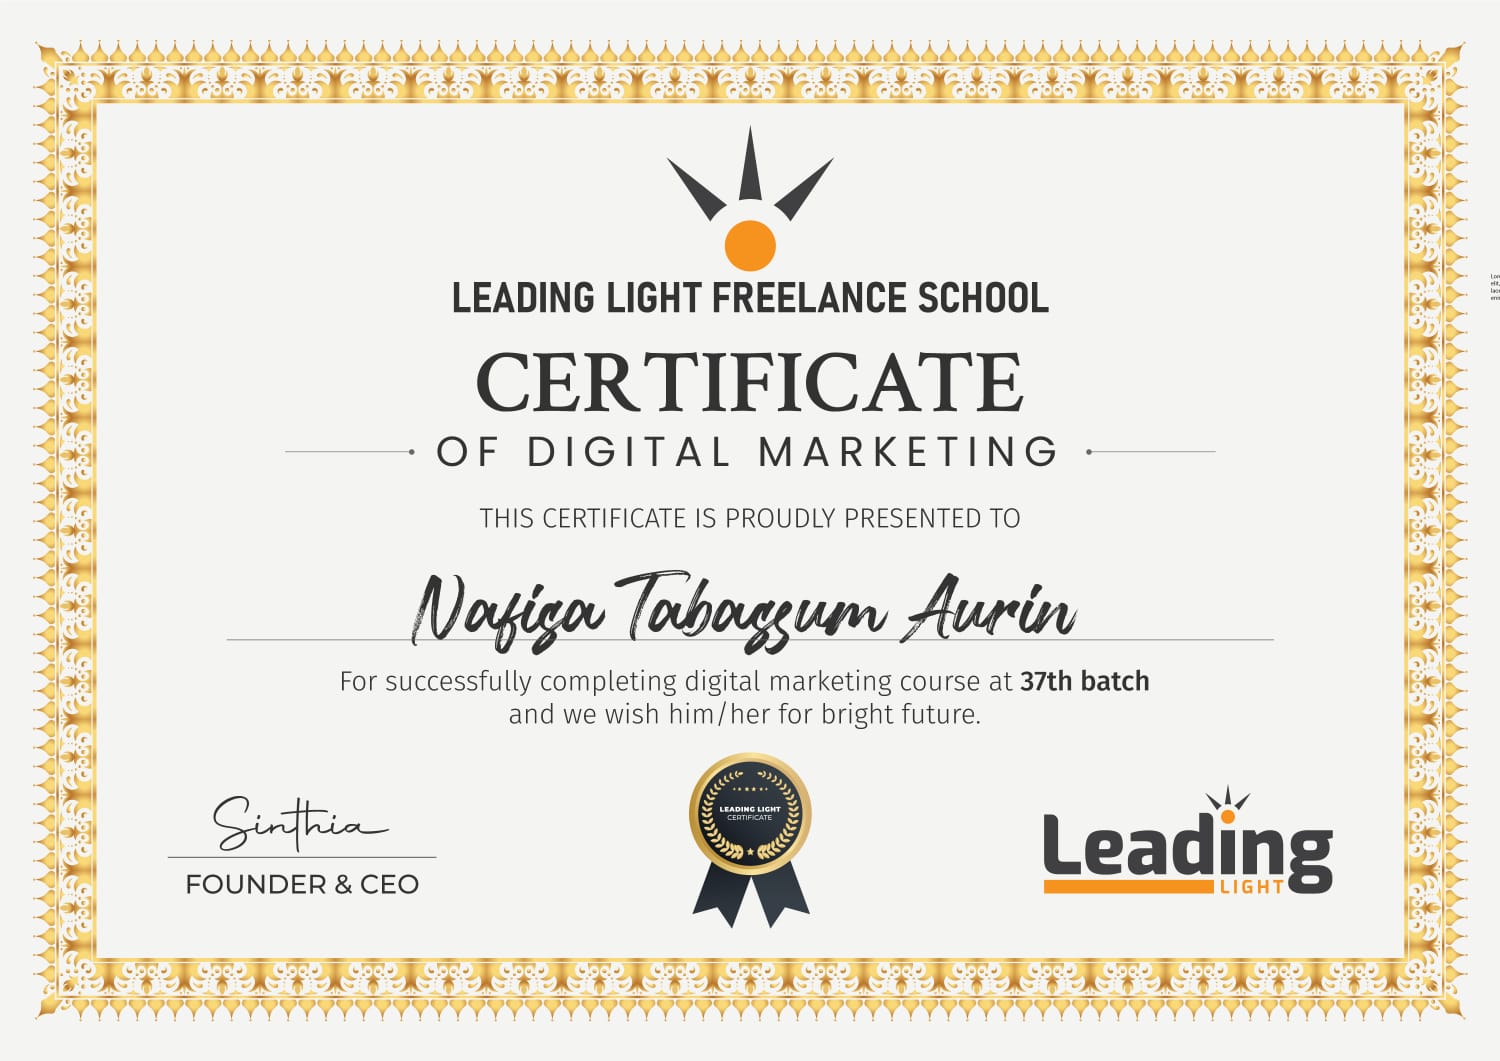 LEADING LIGHT FREELANCE SCHOOL
CERTIFICATE
OF DIGITAL MARKETING
THIS CERTIFICATE IS PROUDLY PRESENTED TO
Nafisa Tabassum Aurin
For successfully completing digital marketing course at 37th batch
and we wish him/her for bright future.
Sinthia
FOUNDER & CEO
LEADING LIGHT
CERTIFICATE
Leading
LIGHT